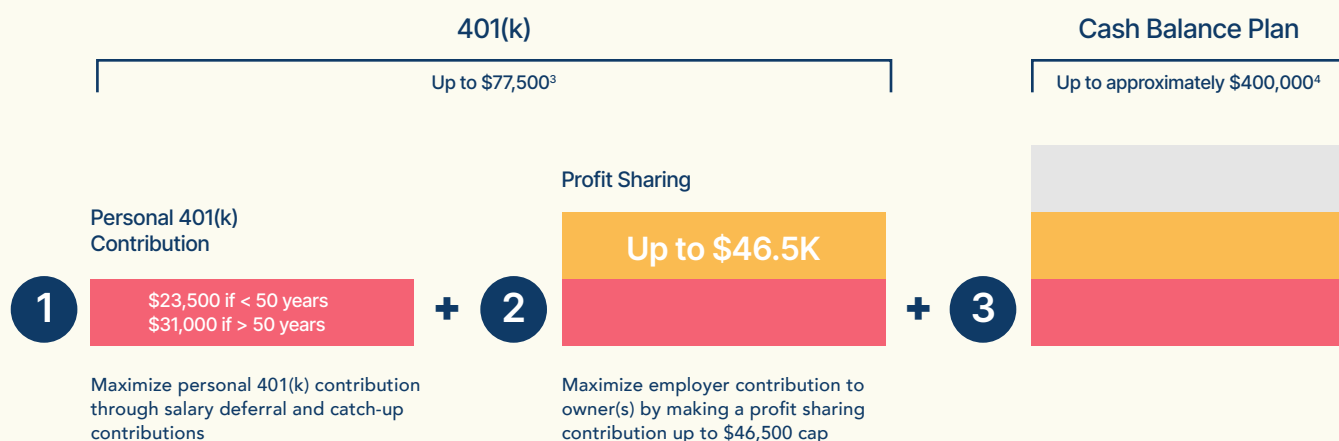 401(k)
Up to $77,500³
Cash Balance Plan
Up to approximately $400,000⁴
1
Personal 401(k)
Contribution
$23,500 if < 50 years
$31,000 if > 50 years
Maximize personal 401(k) contribution
through salary deferral and catch-up
contributions
+
2
Profit Sharing
Up to $46.5K
Maximize employer contribution to
owner(s) by making a profit sharing
contribution up to $46,500 cap
+
3